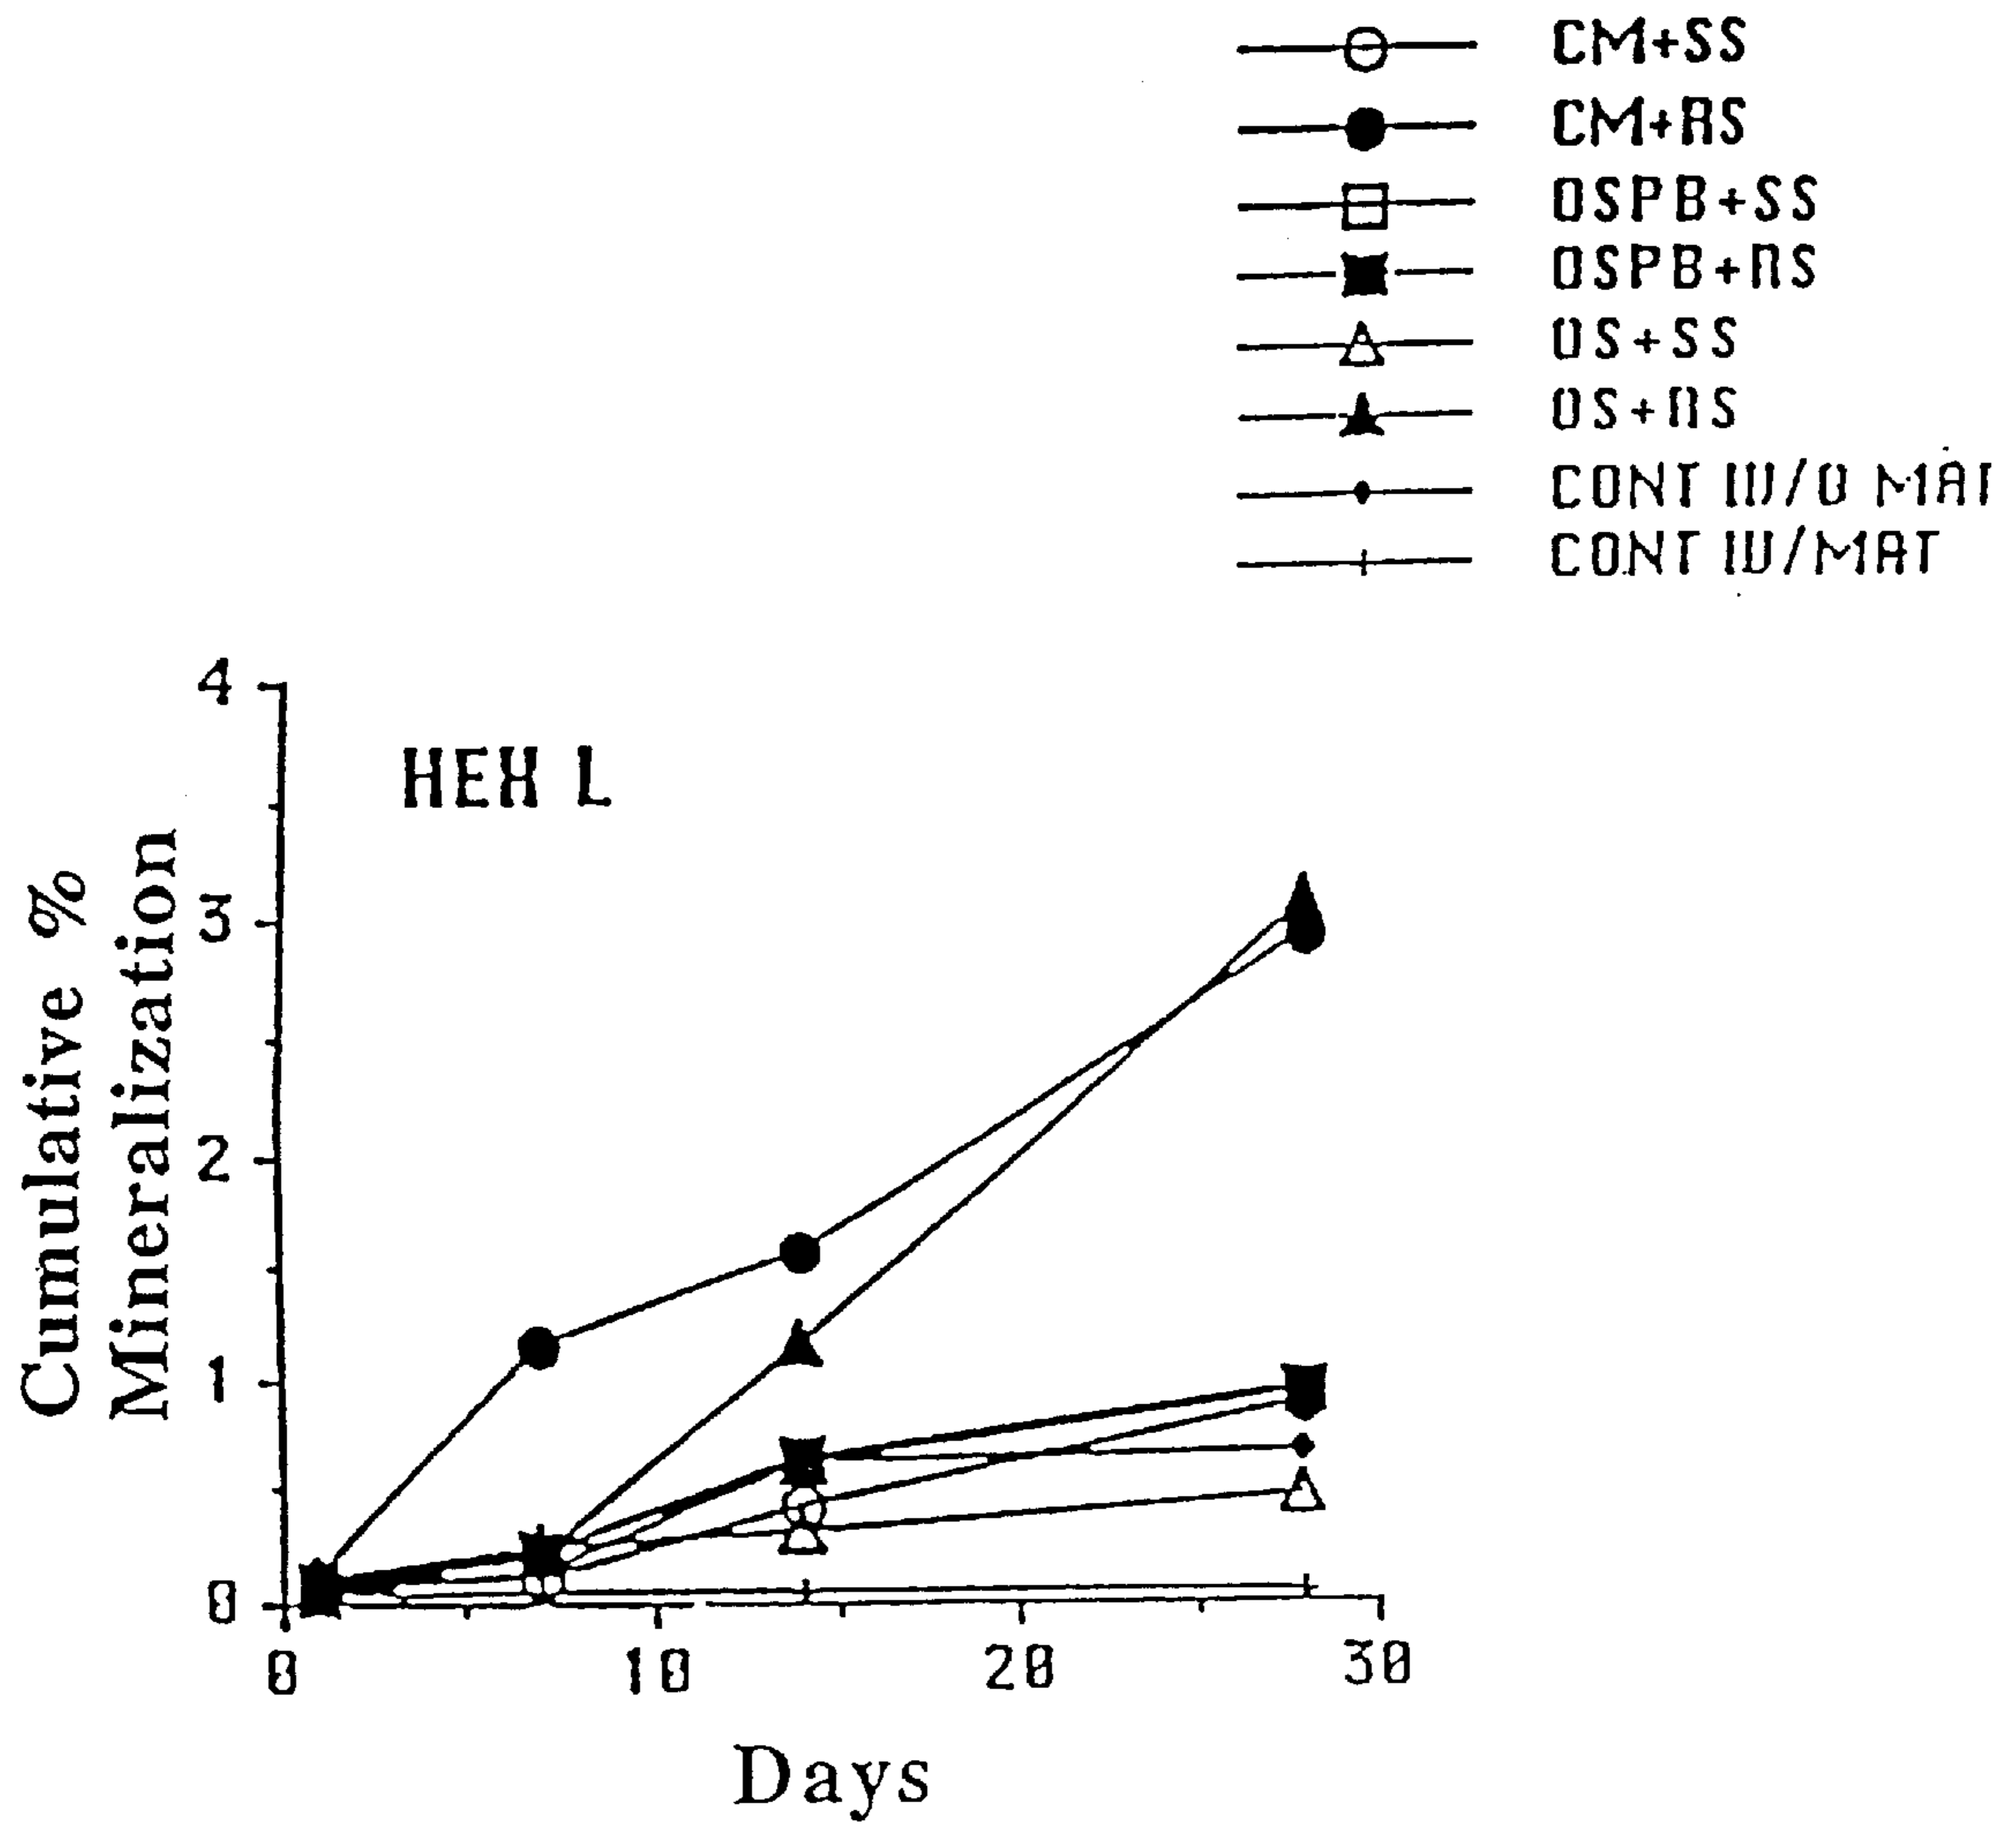 CM+SS
CM+RS
OSPB+SS
OSPB+RS
OS+SS
OS+RS
CONT W/O MAT
CONT W/MAT
4
HEX L
3
2
1
0
0 10 20 30
Cumulative %
Mineralization
Days